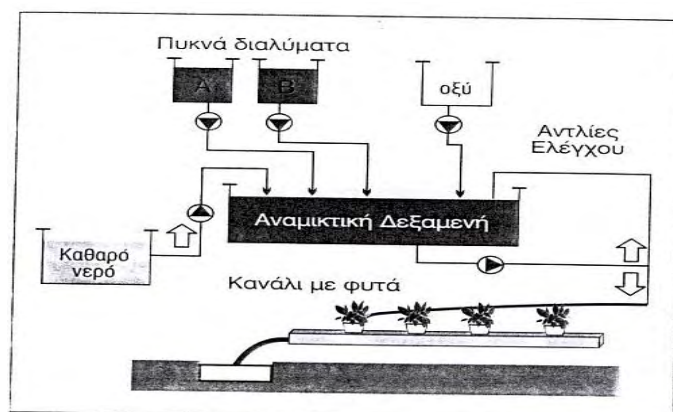 Πυκνά διαλύματα
Α
Β
οξύ
Αντλίες
Ελέγχου
Αναμικτική Δεξαμενή
Καθαρό
νερό
Κανάλι με φυτά